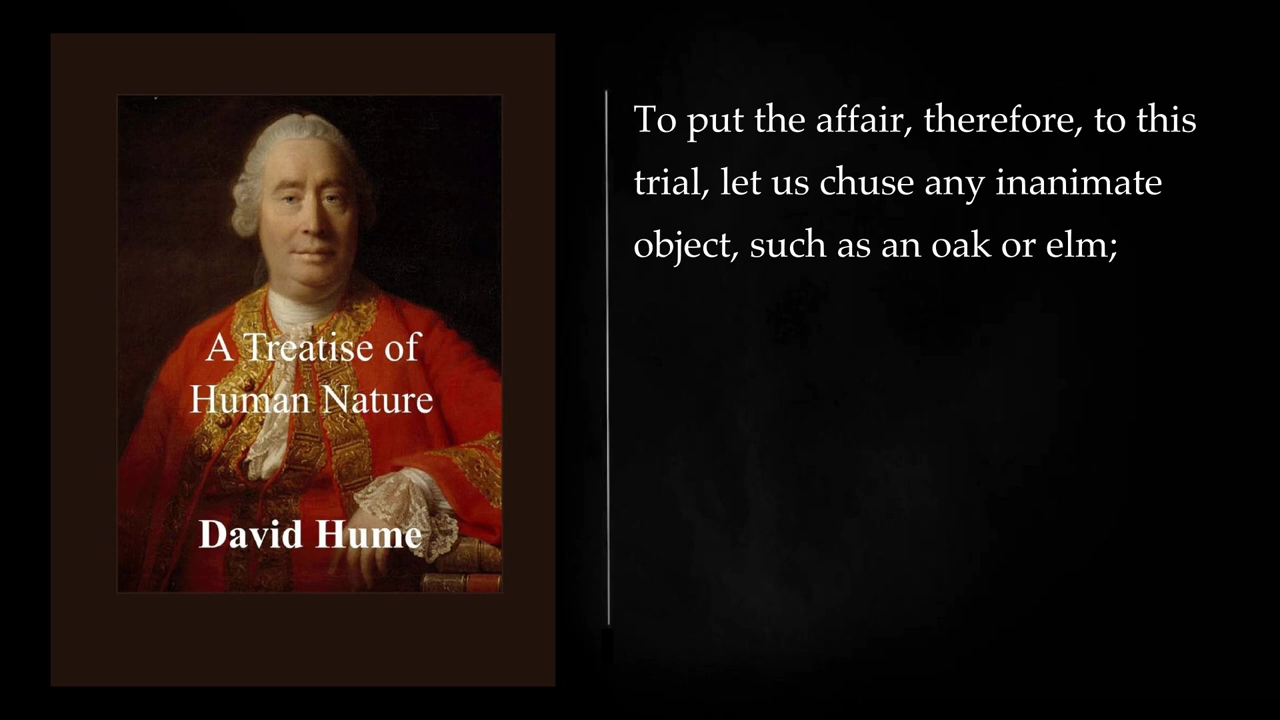 A Treatise of
Human Nature
David Hume
To put the affair, therefore, to this
trial, let us chuse any inanimate
object, such as an oak or elm;